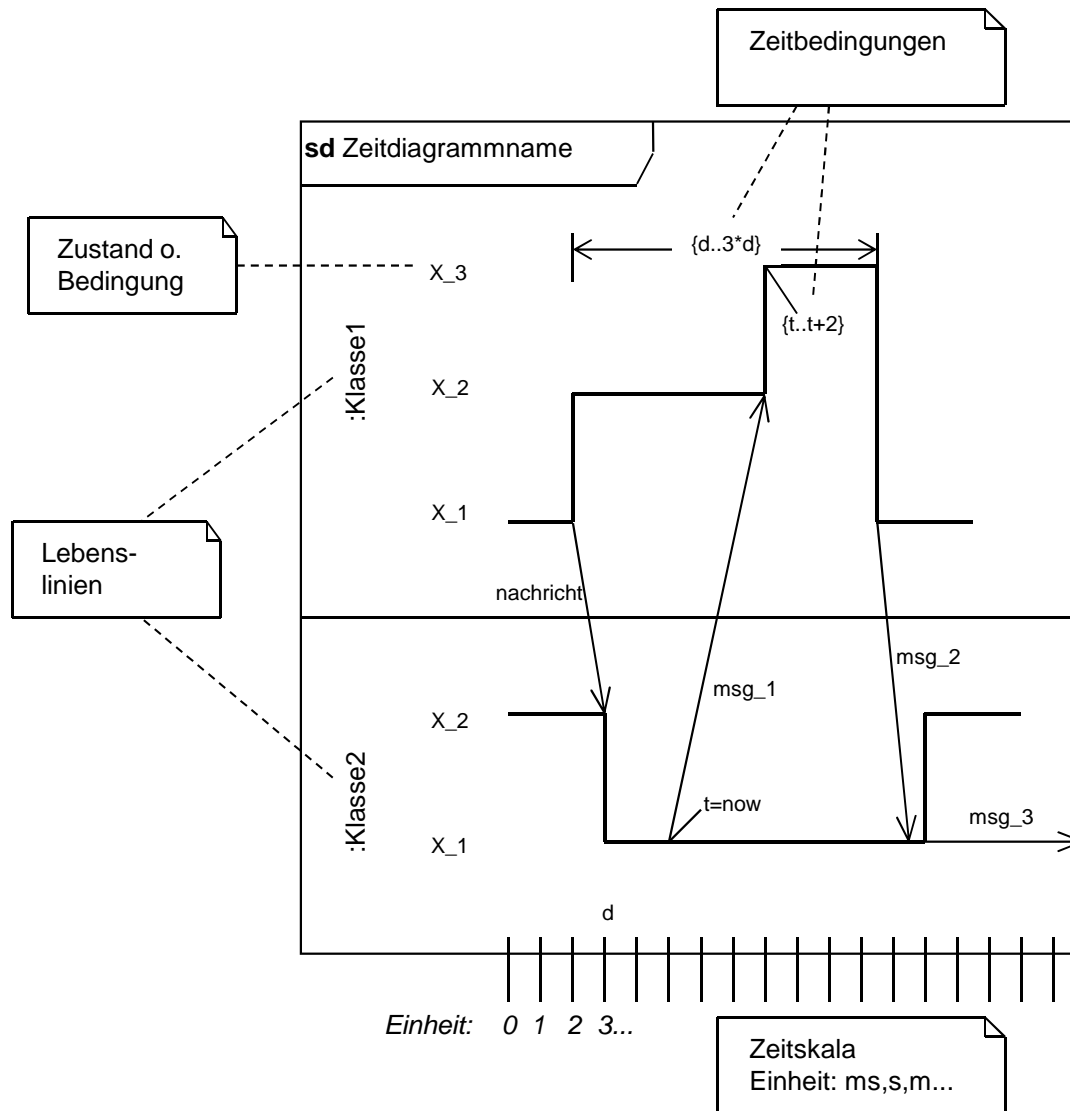 Zeitbedingungen
sd Zeitdiagrammname
{d..3*d}
Zustand o.
Bedingung
X_3
{t..t+2}
:Klasse1
X_2
X_1
Lebens-
linien
nachricht
msg_2
msg_1
X_2
:Klasse2
t=now
msg_3
X_1
d
Einheit: 0 1 2 3...
Zeitskala
Einheit: ms,s,m...